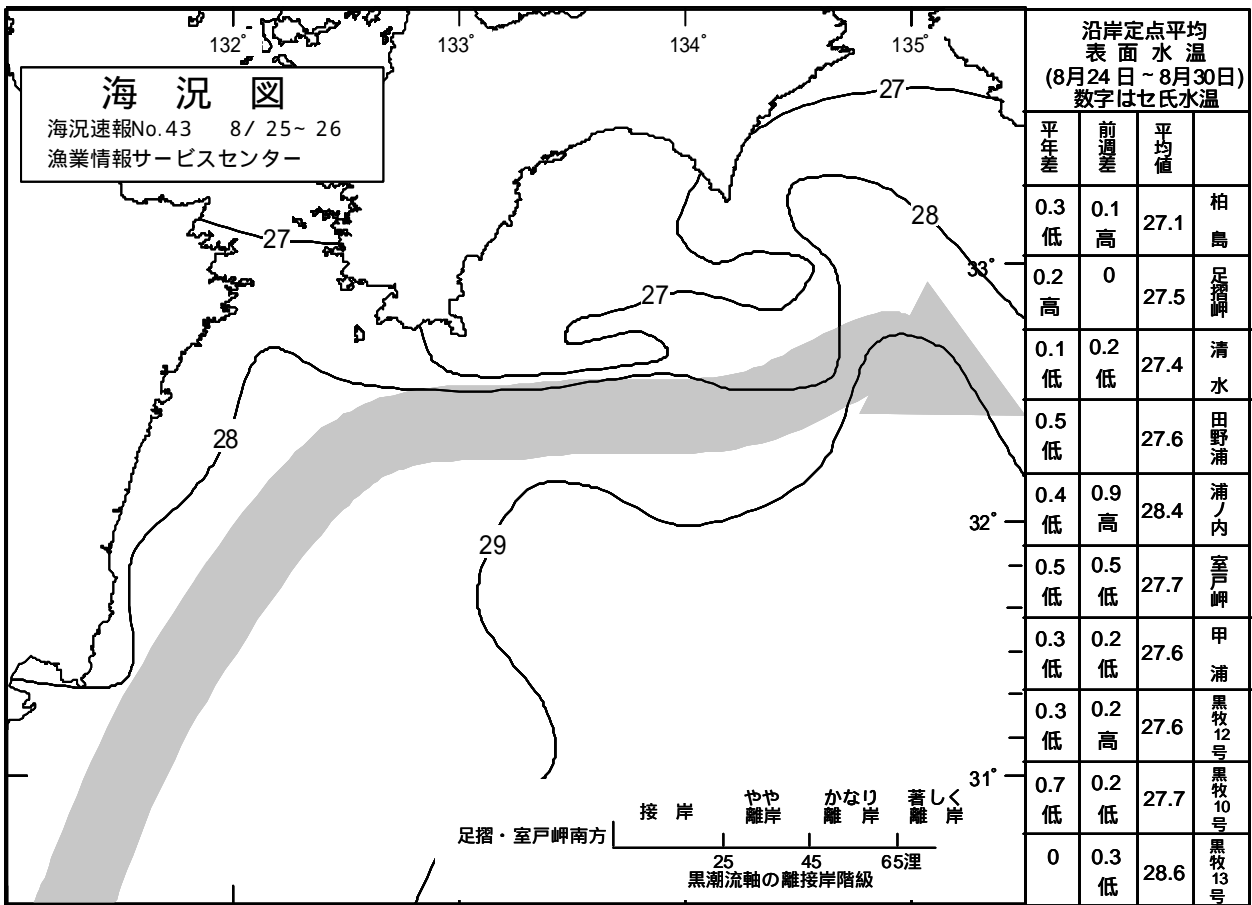 132°
133°
134°
135°
海況図
海況速報No.43 8/25~26
漁業情報サービスセンター
27
27
28
27
28
29
33°
32°
31°
接岸
やや離岸
かなり離岸
著しく離岸
足摺・室戸岬南方
25 45 65浬
黒潮流軸の離接岸階級
沿岸定点平均
表面水温
(8月24日~8月30日)
数字はセ氏水温
平年差 前週差 平均値
0.3低 0.1高 27.1 柏島
0.2高 0 27.5 足摺岬
0.1低 0.2低 27.4 清水
0.5低 27.6 田野浦
0.4低 0.9高 28.4 浦ノ内
0.5低 0.5低 27.7 室戸岬
0.3低 0.2低 27.6 甲浦
0.3低 0.2高 27.6 黒牧12号
0.7低 0.2低 27.7 黒牧10号
0 0.3低 28.6 黒牧13号